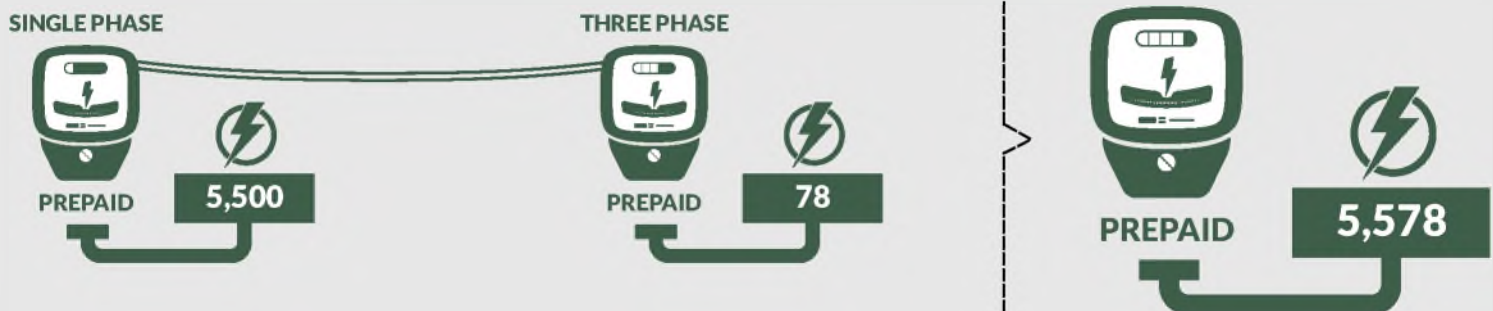 SINGLE PHASE
PREPAID
5,500
THREE PHASE
PREPAID
78
PREPAID
5,578